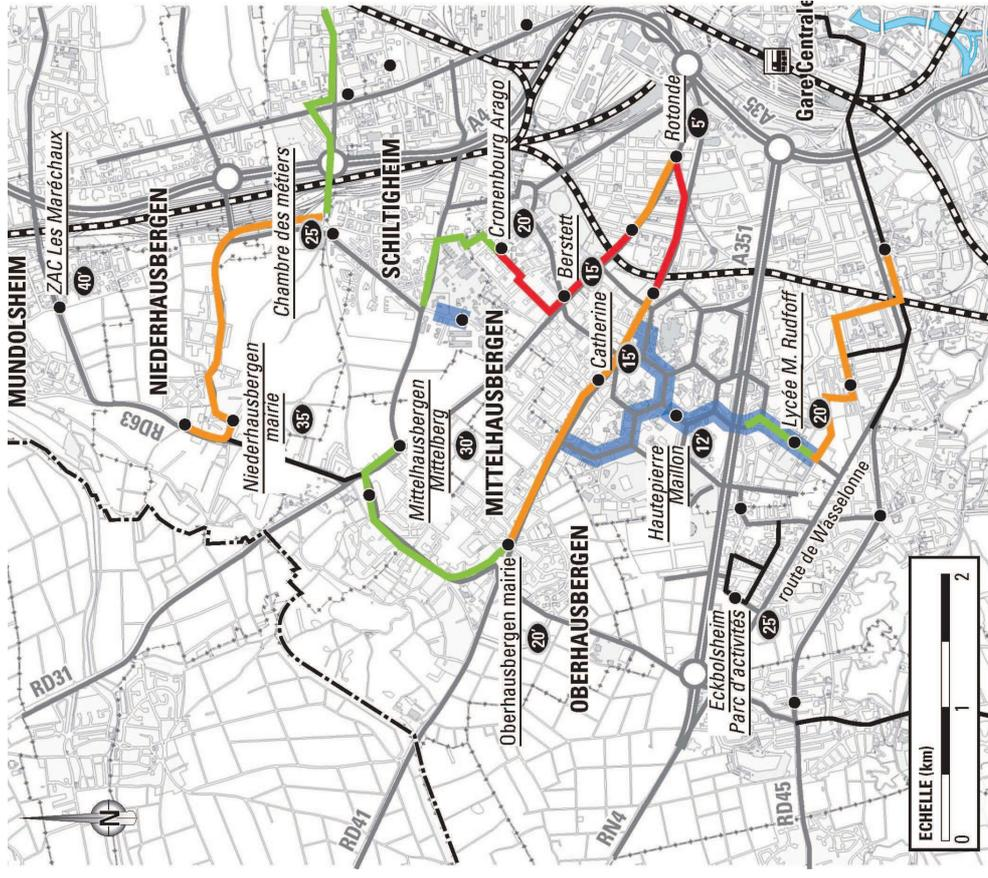 MUNDOLSHEIM
ZAC Les Maréchaux
40'
NIEDERHAUSBERGEN
RD63
Niederhausbergen
mairie
35'
Chambre des métiers
25'
SCHILTIGHEIM
A4
Cronenbourg Arago
20'
Mittelhausbergen
Mittelberg
30'
MITTELHAUSBERGEN
Berstett
15'
Rotonde
5'
Catherine
15'
A35
Gare Centrale
A351
RD31
Oberhausbergen mairie
20'
OBERHAUSBERGEN
Hautepierre
Maillon
12'
Lycée M. Rudfoff
20'
route de Wasselonne
Eckbolsheim
Parc d'activités
25'
RD41
RN4
RD45
N
ECHELLE (km)
0 1 2